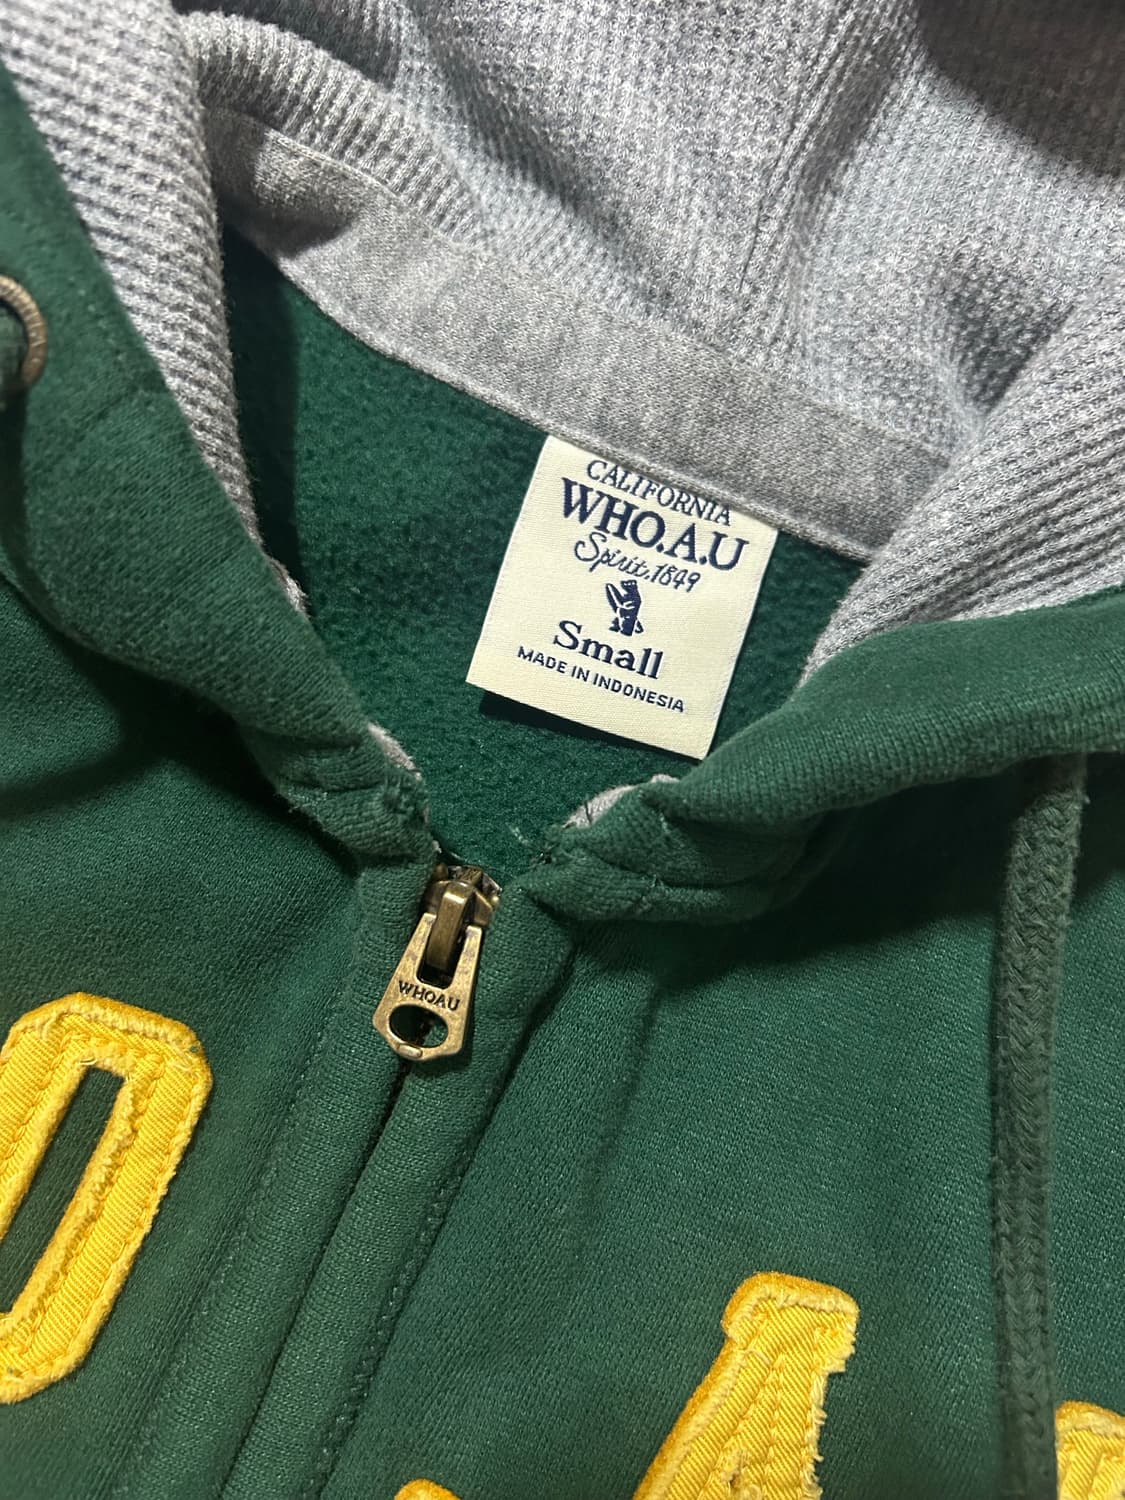 CALIFORNIA
WHO.A.U
Spirit.1849
Small
MADE IN INDONESIA
WHOAU
O
A